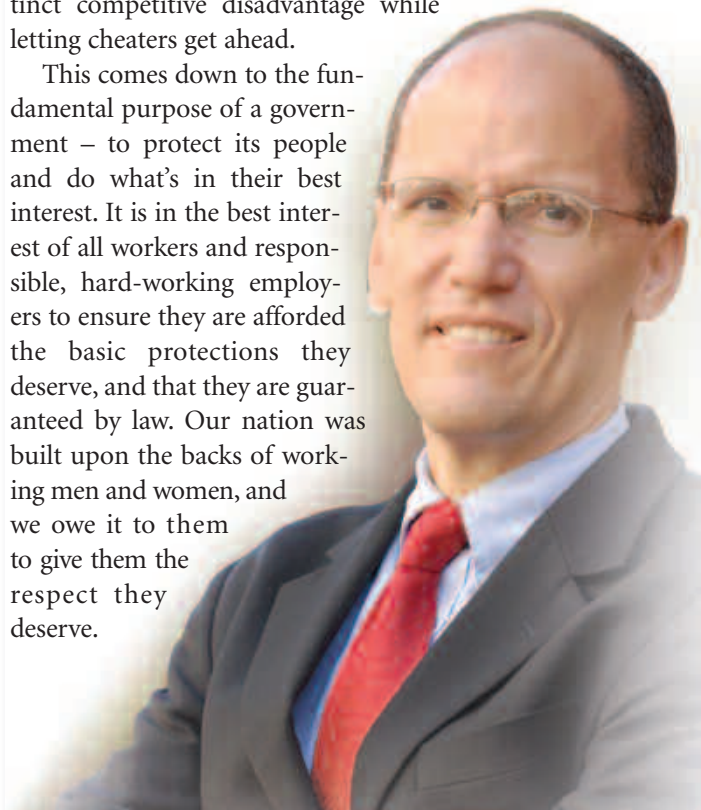 tinct competitive disadvantage while
letting cheaters get ahead.
This comes down to the fun-
damental purpose of a govern-
ment – to protect its people
and do what's in their best
interest. It is in the best inter-
est of all workers and respon-
sible, hard-working employ-
ers to ensure they are afforded
the basic protections they
deserve, and that they are guar-
anteed by law. Our nation was
built upon the backs of work-
ing men and women, and
we owe it to them
to give them the
respect they
deserve.